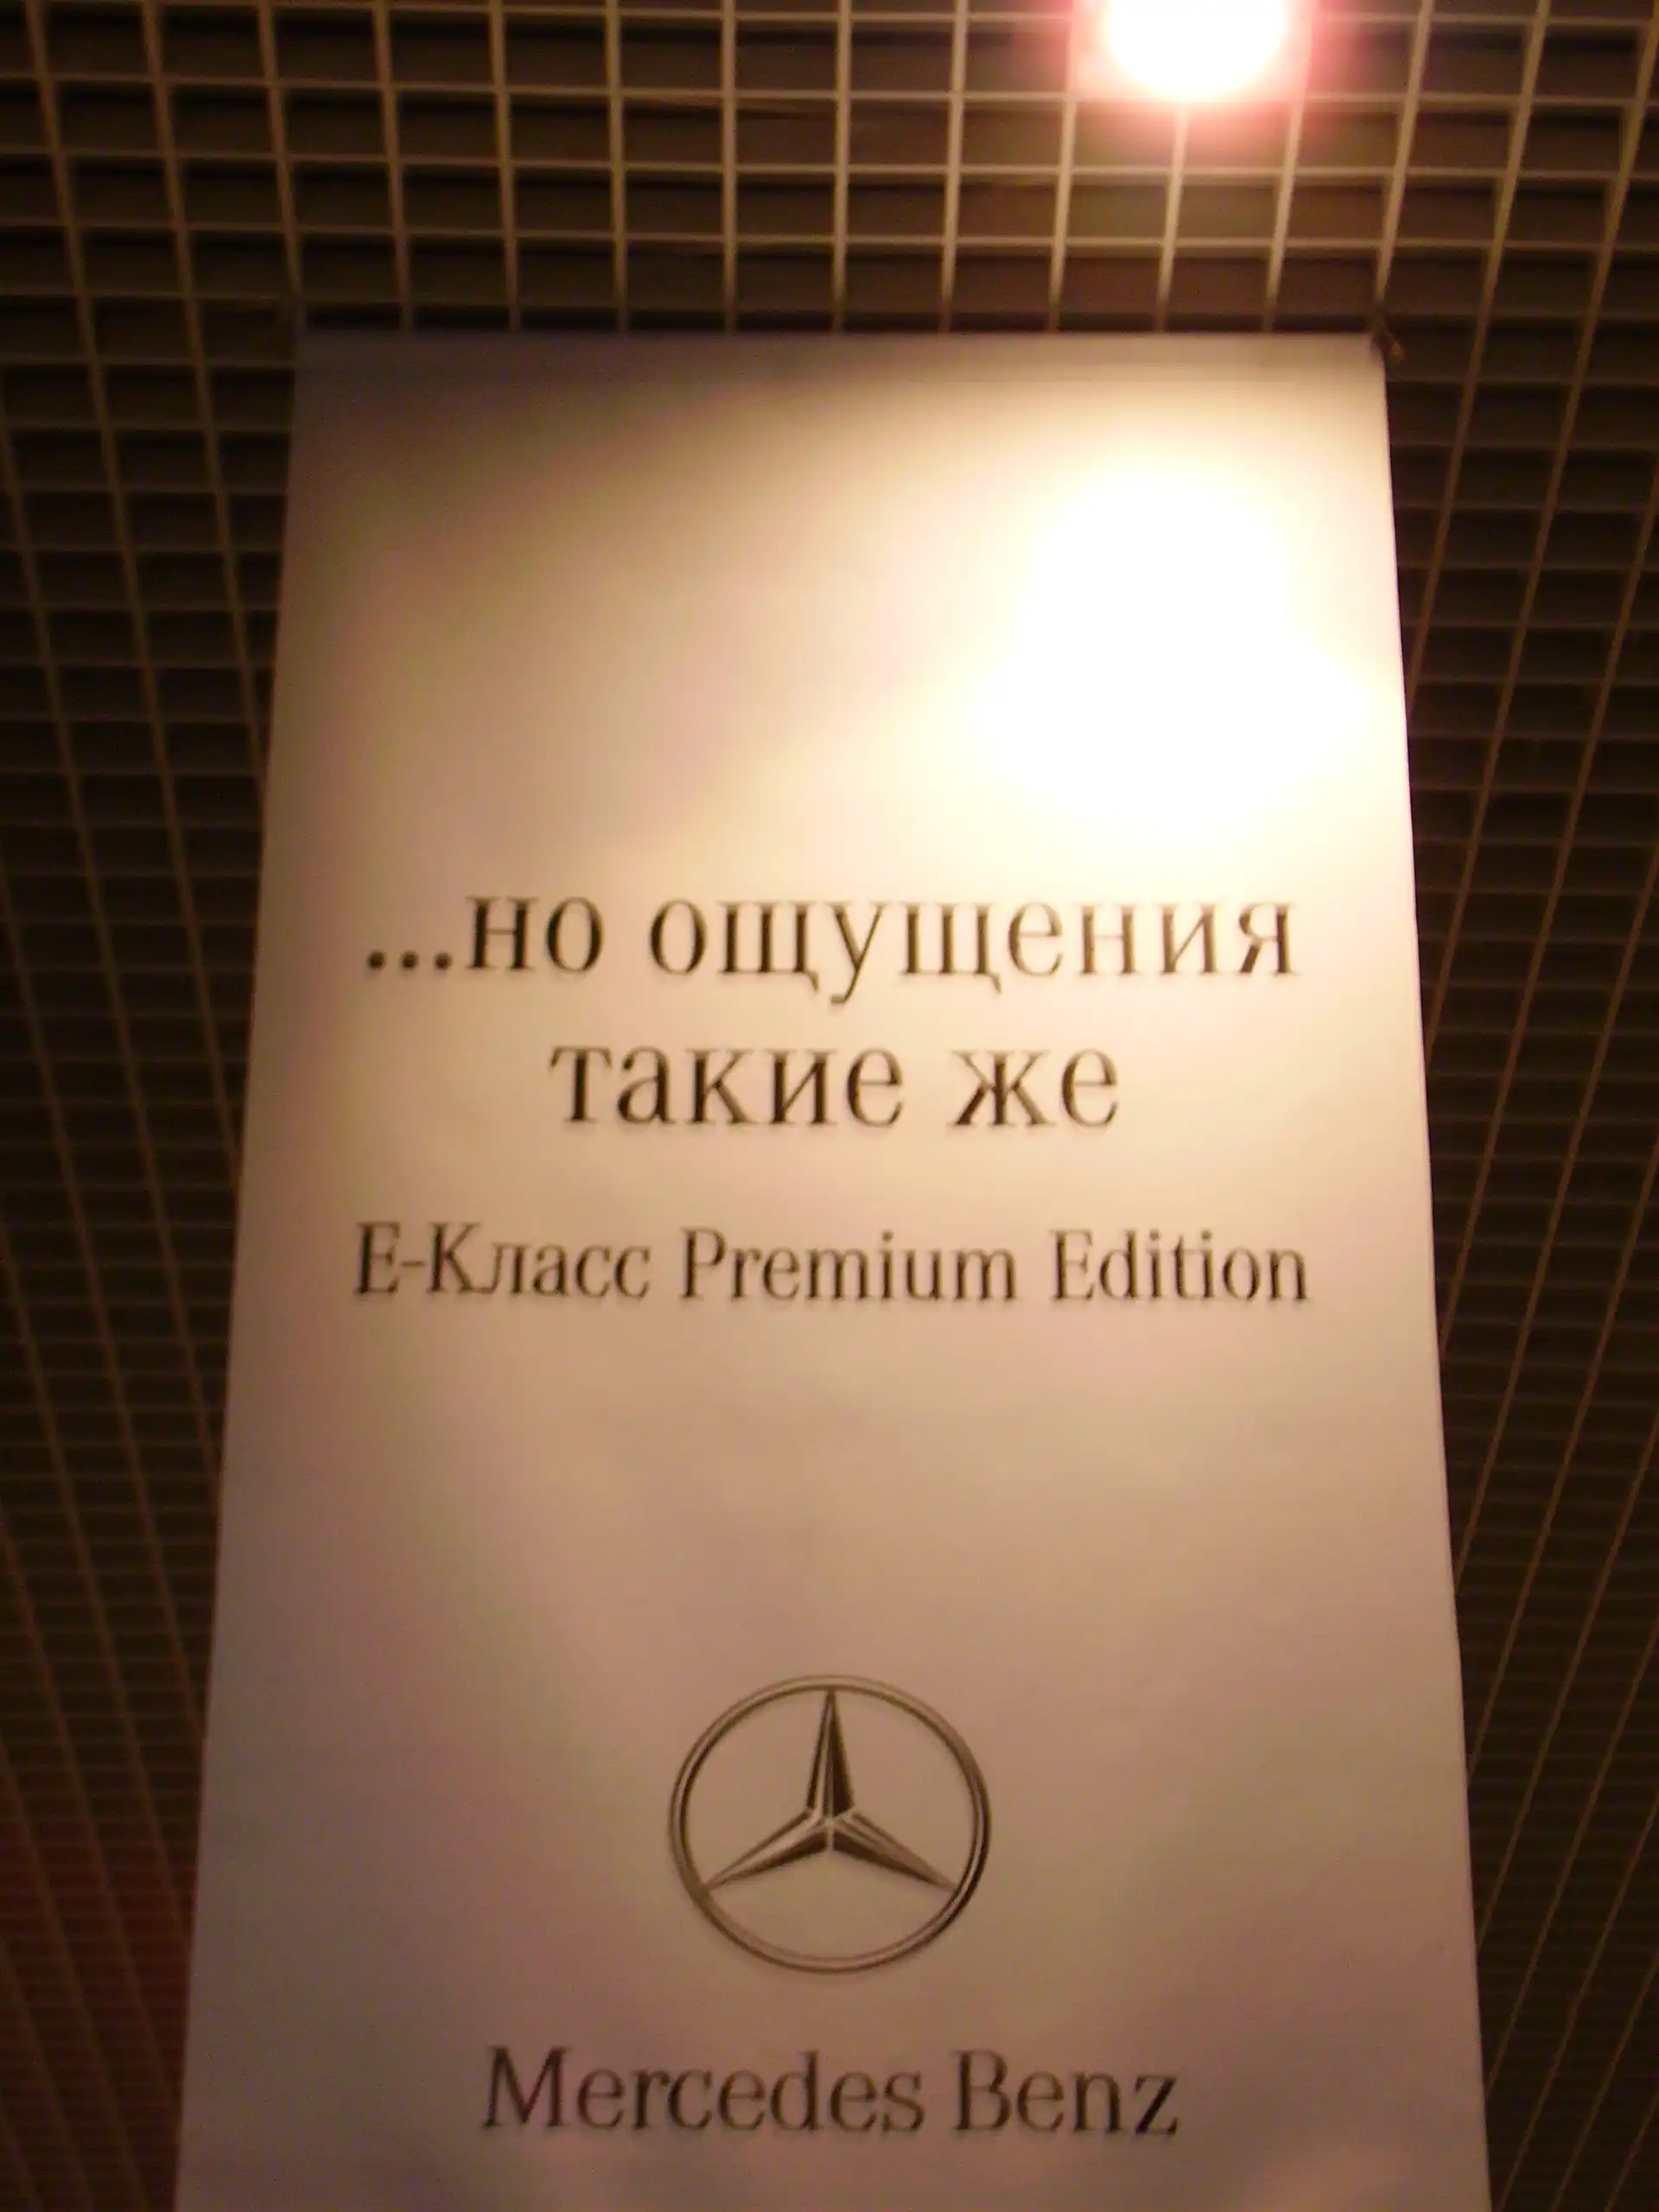 ...но ощущения
такие же
Е-Класс Premium Edition
Mercedes Benz